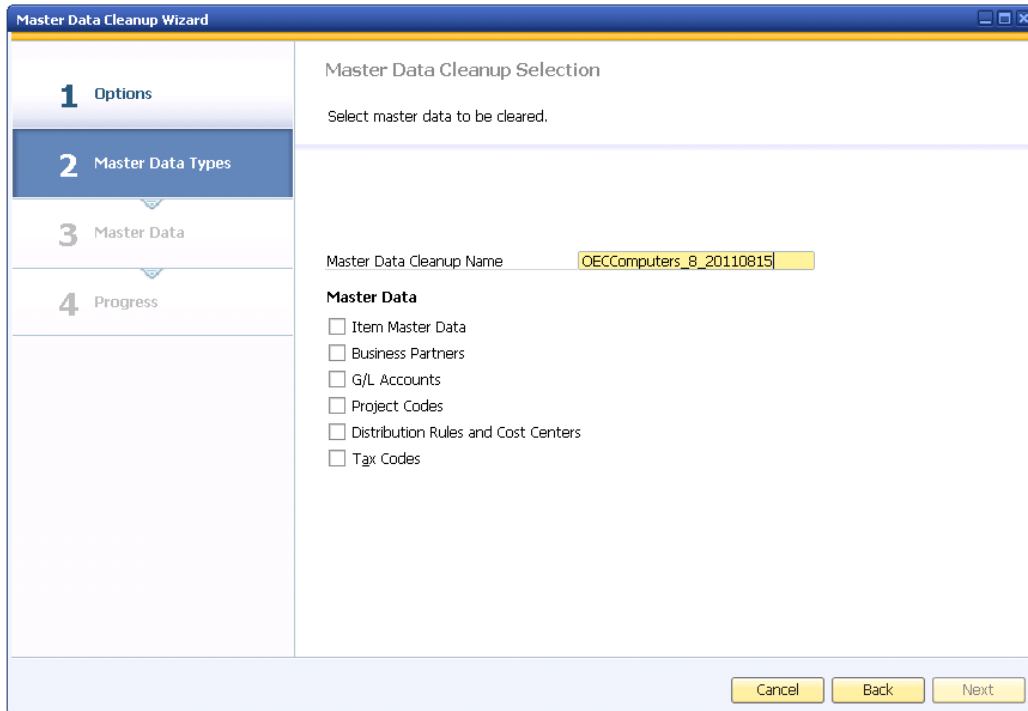 Master Data Cleanup Wizard
1 Options
2 Master Data Types
3 Master Data
4 Progress
Master Data Cleanup Selection
Select master data to be cleared.
Master Data Cleanup Name OECComputers_8_20110815
Master Data
Item Master Data
Business Partners
G/L Accounts
Project Codes
Distribution Rules and Cost Centers
Tax Codes
Cancel Back Next